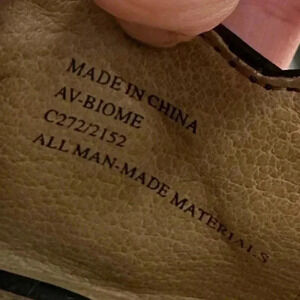 MADE IN CHINA
AV-BIOME
C272/2152
ALL MAN-MADE MATERIALS